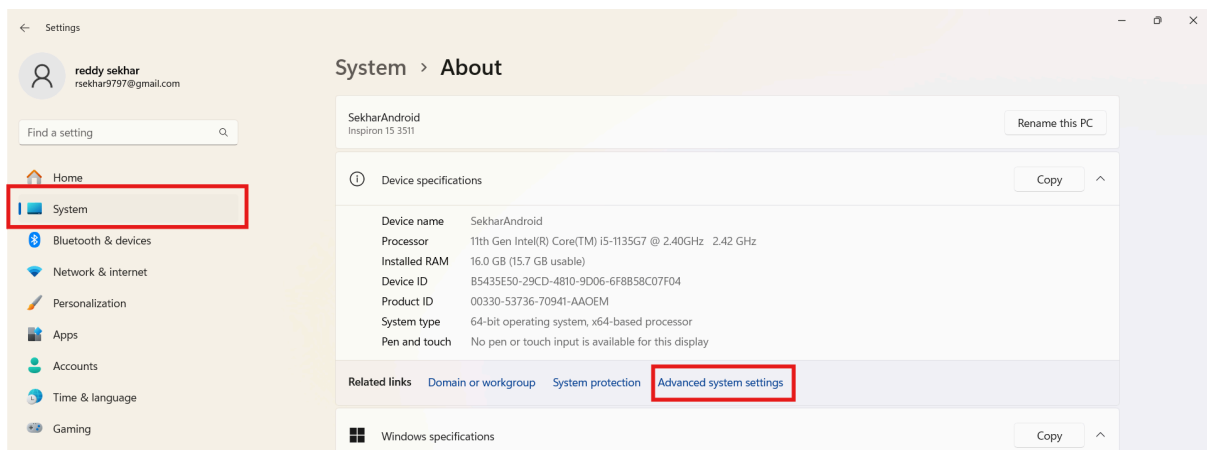 Settings
reddy sekhar
rsekhar9797@gmail.com
Find a setting
Home
System
Bluetooth & devices
Network & internet
Personalization
Apps
Accounts
Time & language
Gaming
System > About
SekharAndroid
Inspiron 15 3511
Rename this PC
Device specifications
Copy
Device name SekharAndroid
Processor 11th Gen Intel(R) Core(TM) i5-1135G7 @ 2.40GHz 2.42 GHz
Installed RAM 16.0 GB (15.7 GB usable)
Device ID B5435E50-29CD-4810-9D06-6F8B58C07F04
Product ID 00330-53736-70941-AAOEM
System type 64-bit operating system, x64-based processor
Pen and touch No pen or touch input is available for this display
Related links Domain or workgroup System protection Advanced system settings
Windows specifications
Copy